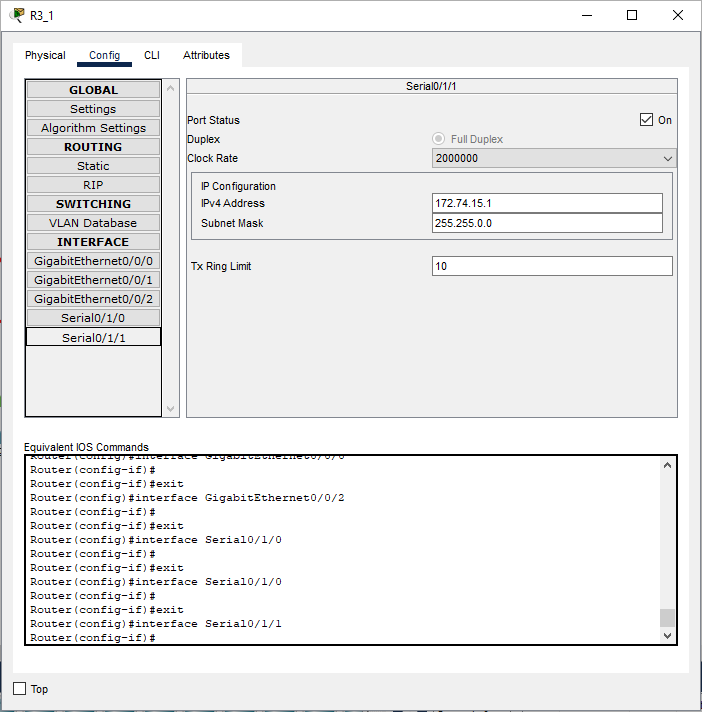 R3_1
Physical Config CLI Attributes
GLOBAL
Settings
Algorithm Settings
ROUTING
Static
RIP
SWITCHING
VLAN Database
INTERFACE
GigabitEthernet0/0/0
GigabitEthernet0/0/1
GigabitEthernet0/0/2
Serial0/1/0
Serial0/1/1
Serial0/1/1
Port Status On
Duplex Full Duplex
Clock Rate 2000000
IP Configuration
IPv4 Address 172.74.15.1
Subnet Mask 255.255.0.0
Tx Ring Limit 10
Equivalent IOS Commands
Router(config)#interface GigabitEthernet0/0/0
Router(config-if)#
Router(config-if)#exit
Router(config)#interface GigabitEthernet0/0/2
Router(config-if)#
Router(config-if)#exit
Router(config)#interface Serial0/1/0
Router(config-if)#
Router(config-if)#exit
Router(config)#interface Serial0/1/0
Router(config-if)#
Router(config-if)#exit
Router(config)#interface Serial0/1/1
Router(config-if)#
Top